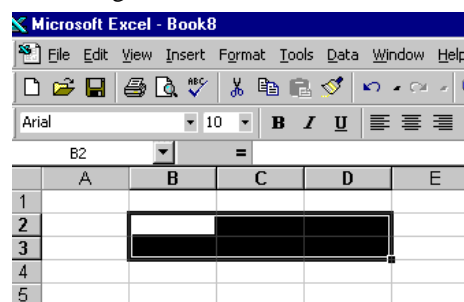 Microsoft Excel - Book8
File Edit View Insert Format Tools Data Window Help
ABC
Arial 10 B I U
B2 =
A B C D E
1
2
3
4
5